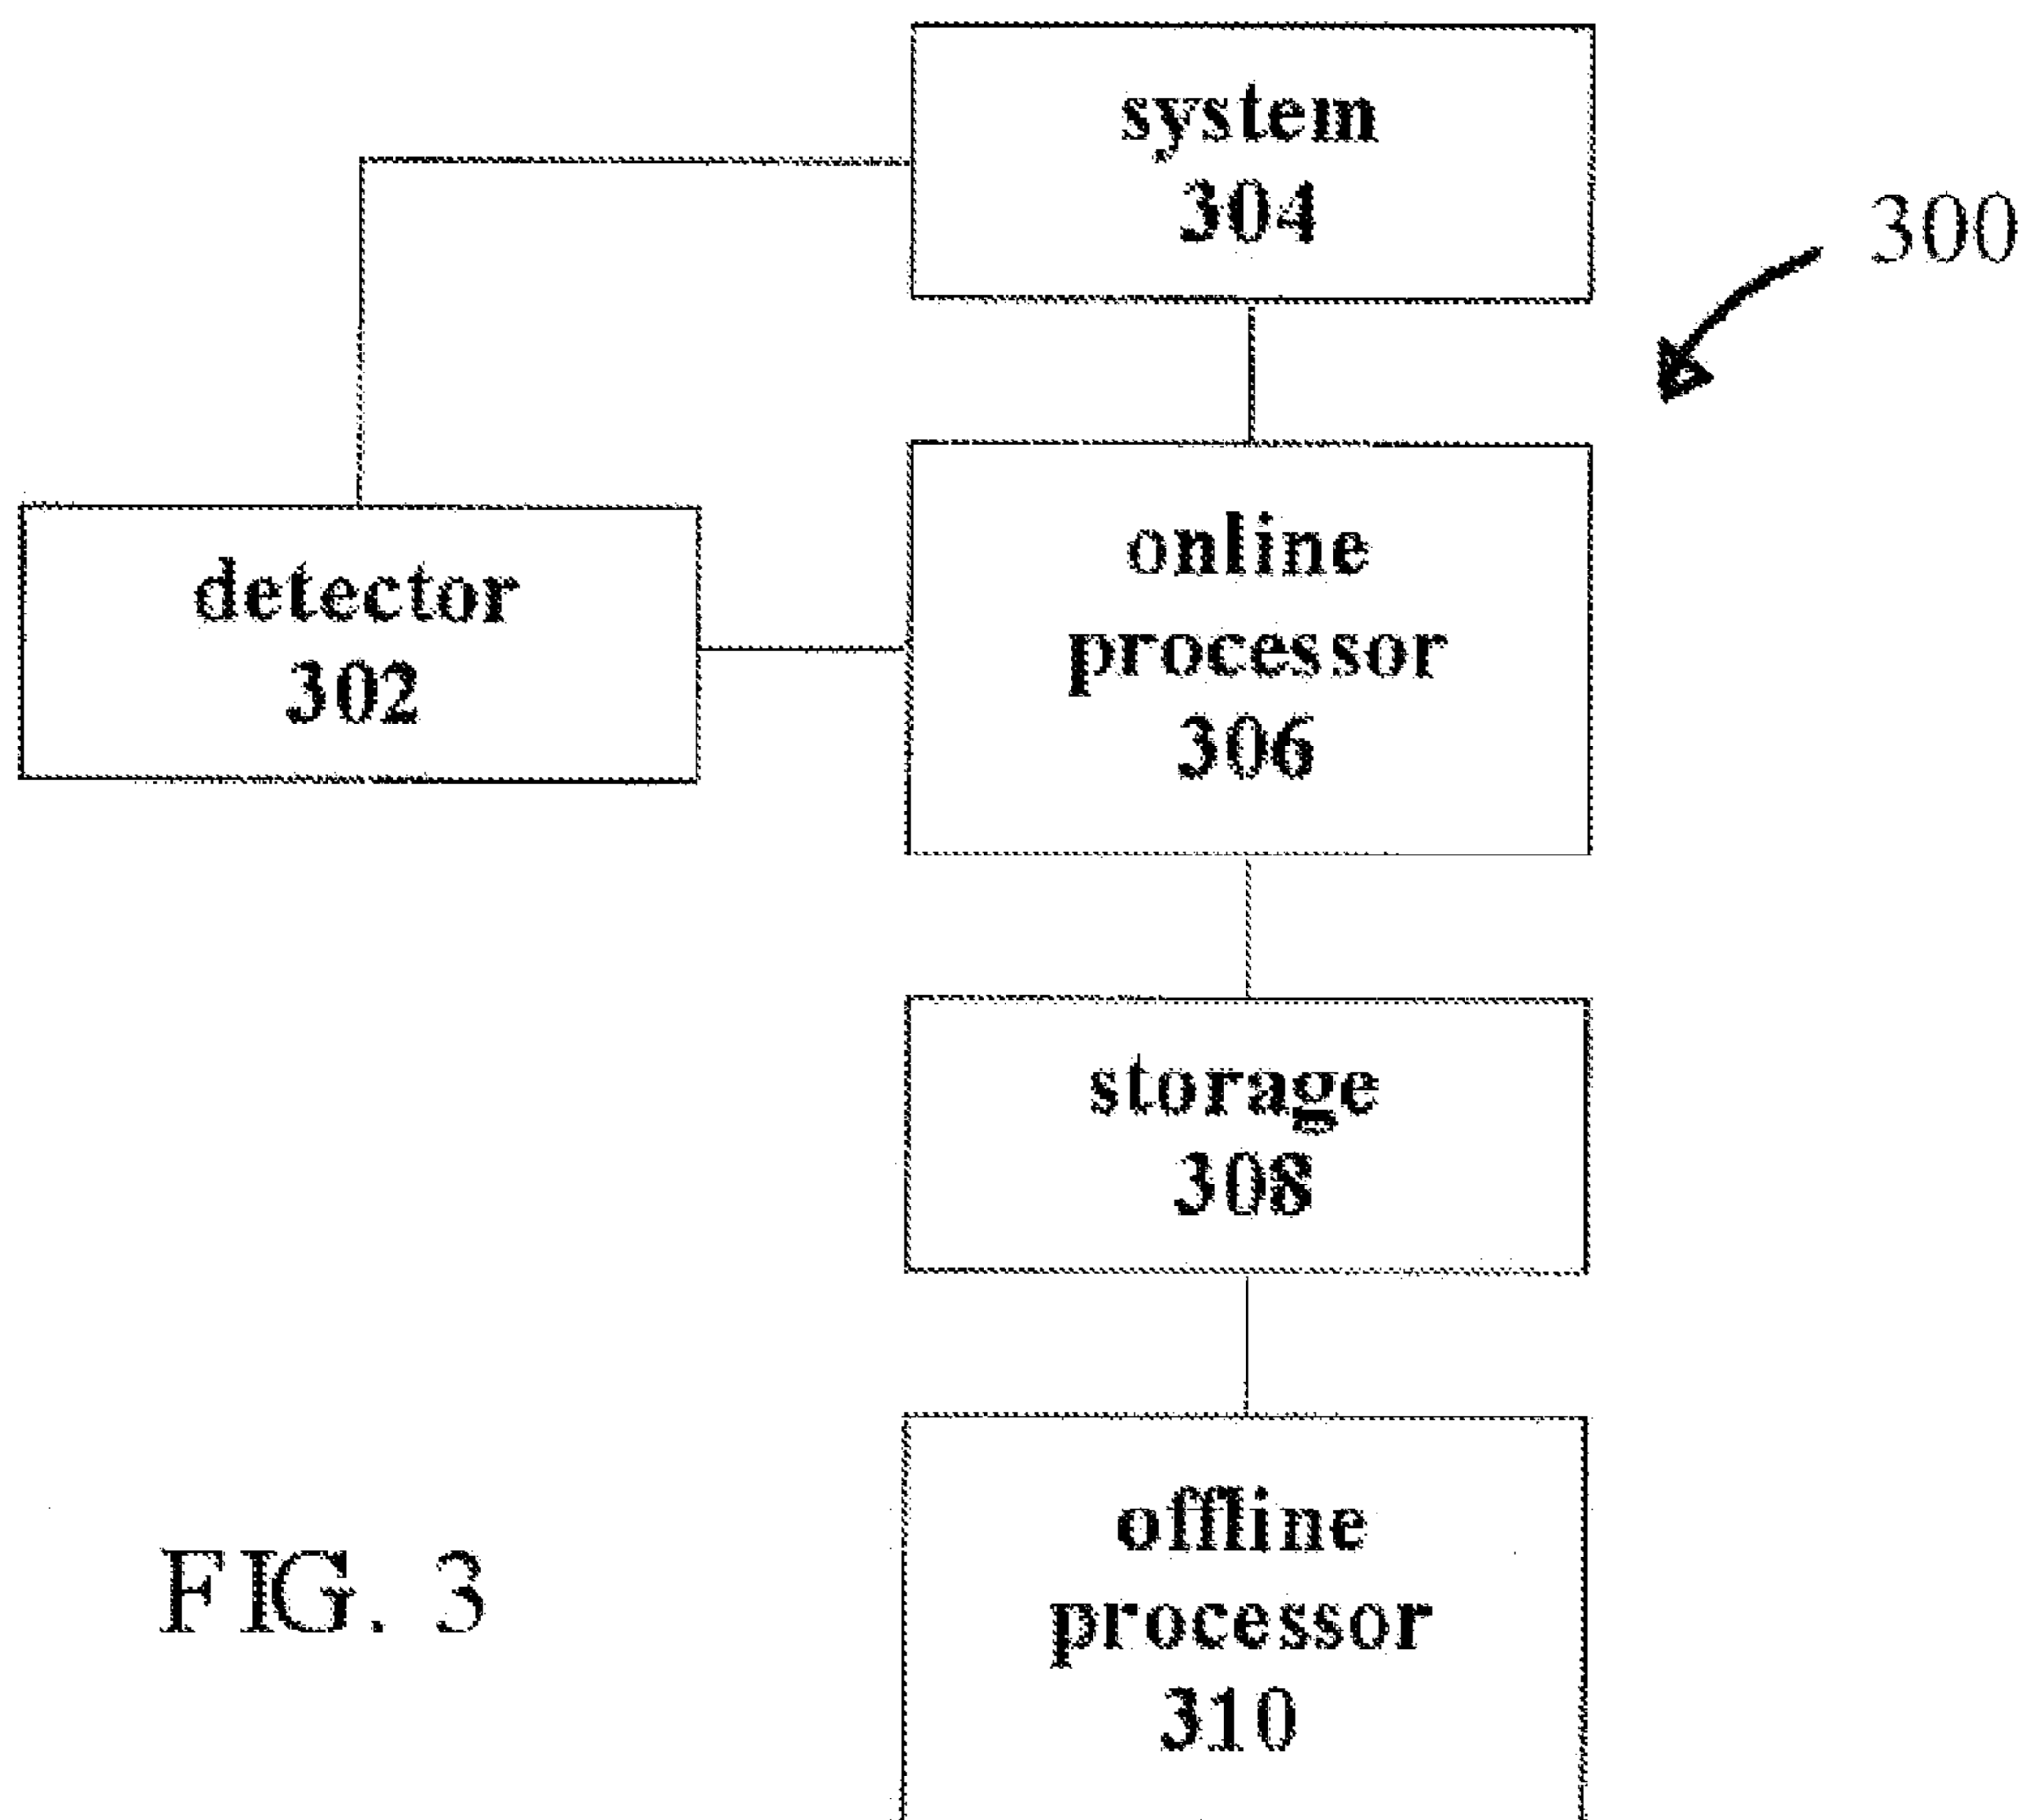 system
304
300
detector
302
online
processor
306
storage
308
offline
processor
310
FIG. 3